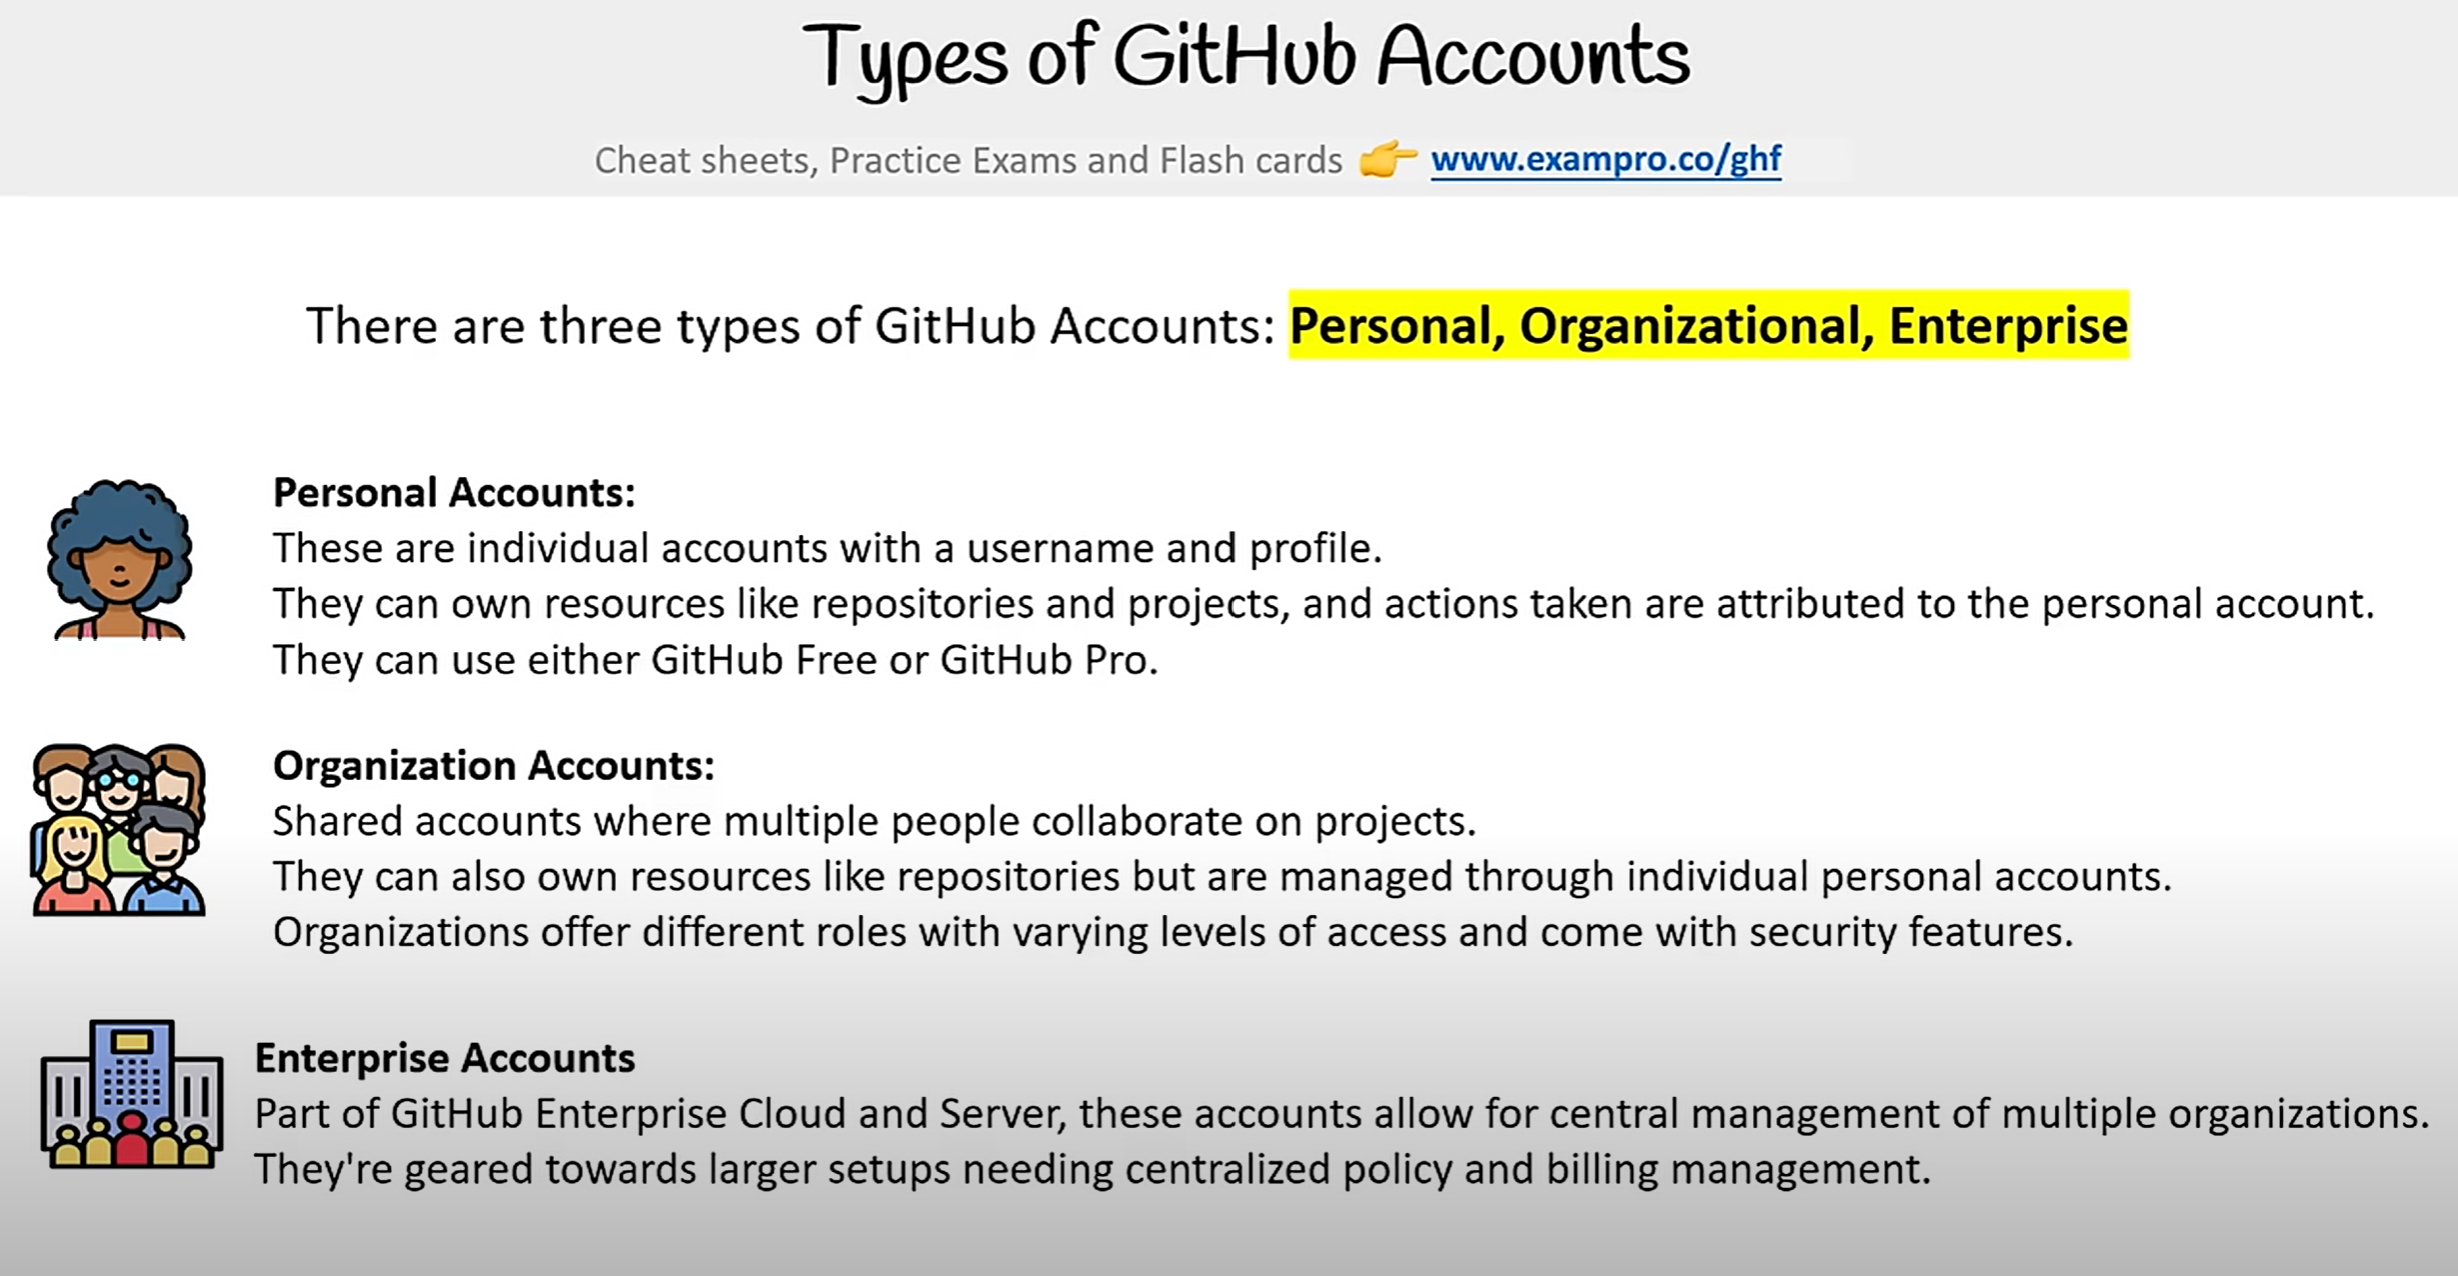 Types of GitHub Accounts
Cheat sheets, Practice Exams and Flash cards 👉 www.exampro.co/ghf
There are three types of GitHub Accounts: Personal, Organizational, Enterprise
Personal Accounts:
These are individual accounts with a username and profile.
They can own resources like repositories and projects, and actions taken are attributed to the personal account.
They can use either GitHub Free or GitHub Pro.
Organization Accounts:
Shared accounts where multiple people collaborate on projects.
They can also own resources like repositories but are managed through individual personal accounts.
Organizations offer different roles with varying levels of access and come with security features.
Enterprise Accounts
Part of GitHub Enterprise Cloud and Server, these accounts allow for central management of multiple organizations.
They're geared towards larger setups needing centralized policy and billing management.